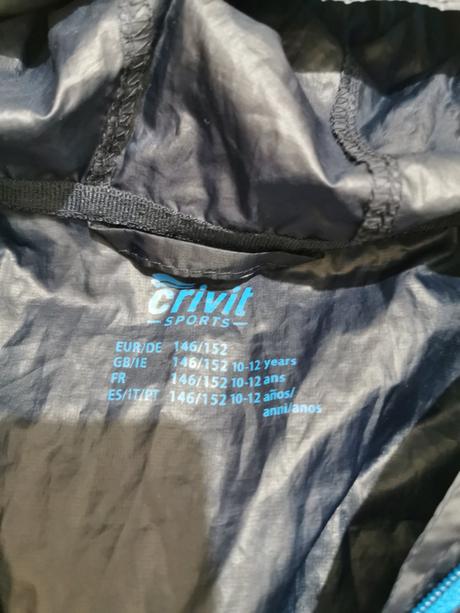 crivit
SPORTS
EUR/DE 146/152
GB/IE 146/152 10-12 years
FR 146/152 10-12 ans
ES/IT/PT 146/152 10-12 años/
anni/anos